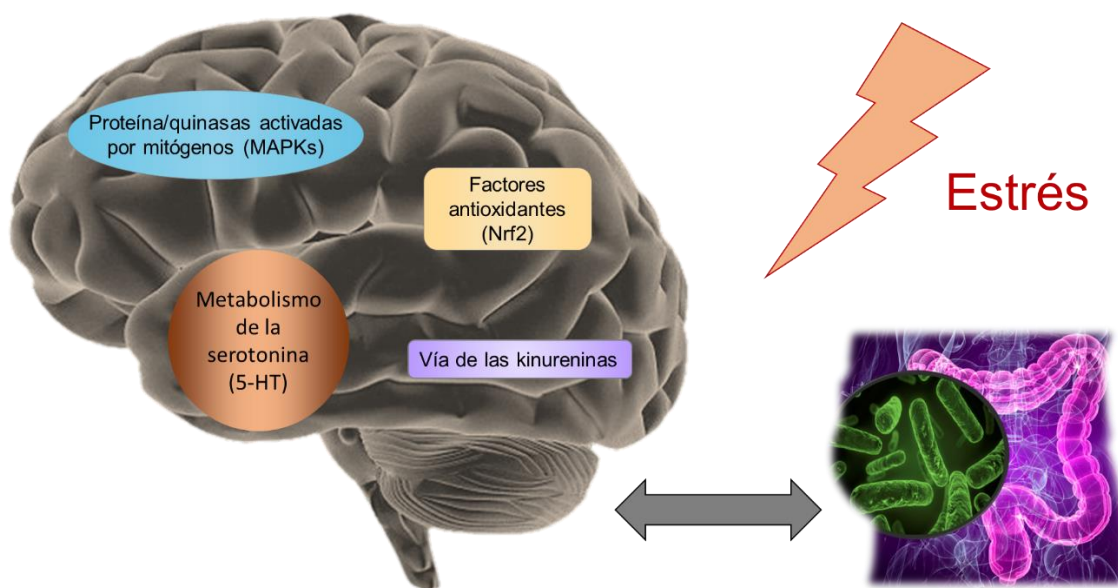 Proteína/quinasas activadas
por mitógenos (MAPKs)
Factores
antioxidantes
(Nrf2)
Estrés
Metabolismo
de la
serotonina
(5-HT)
Vía de las kinureninas